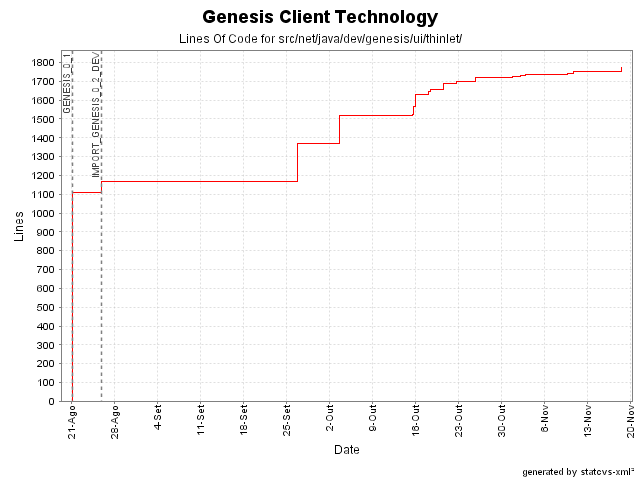 Genesis Client Technology
Lines Of Code for src/net/java/dev/genesis/ui/thinlet/
GENESIS_0_1
IMPORT_GENESIS_0_2_DEV
Lines
1800
1700
1600
1500
1400
1300
1200
1100
1000
900
800
700
600
500
400
300
200
100
0
21-Ago
28-Ago
4-Set
11-Set
18-Set
25-Set
2-Out
9-Out
16-Out
23-Out
30-Out
6-Nov
13-Nov
20-Nov
Date
generated by statcvs-xml²